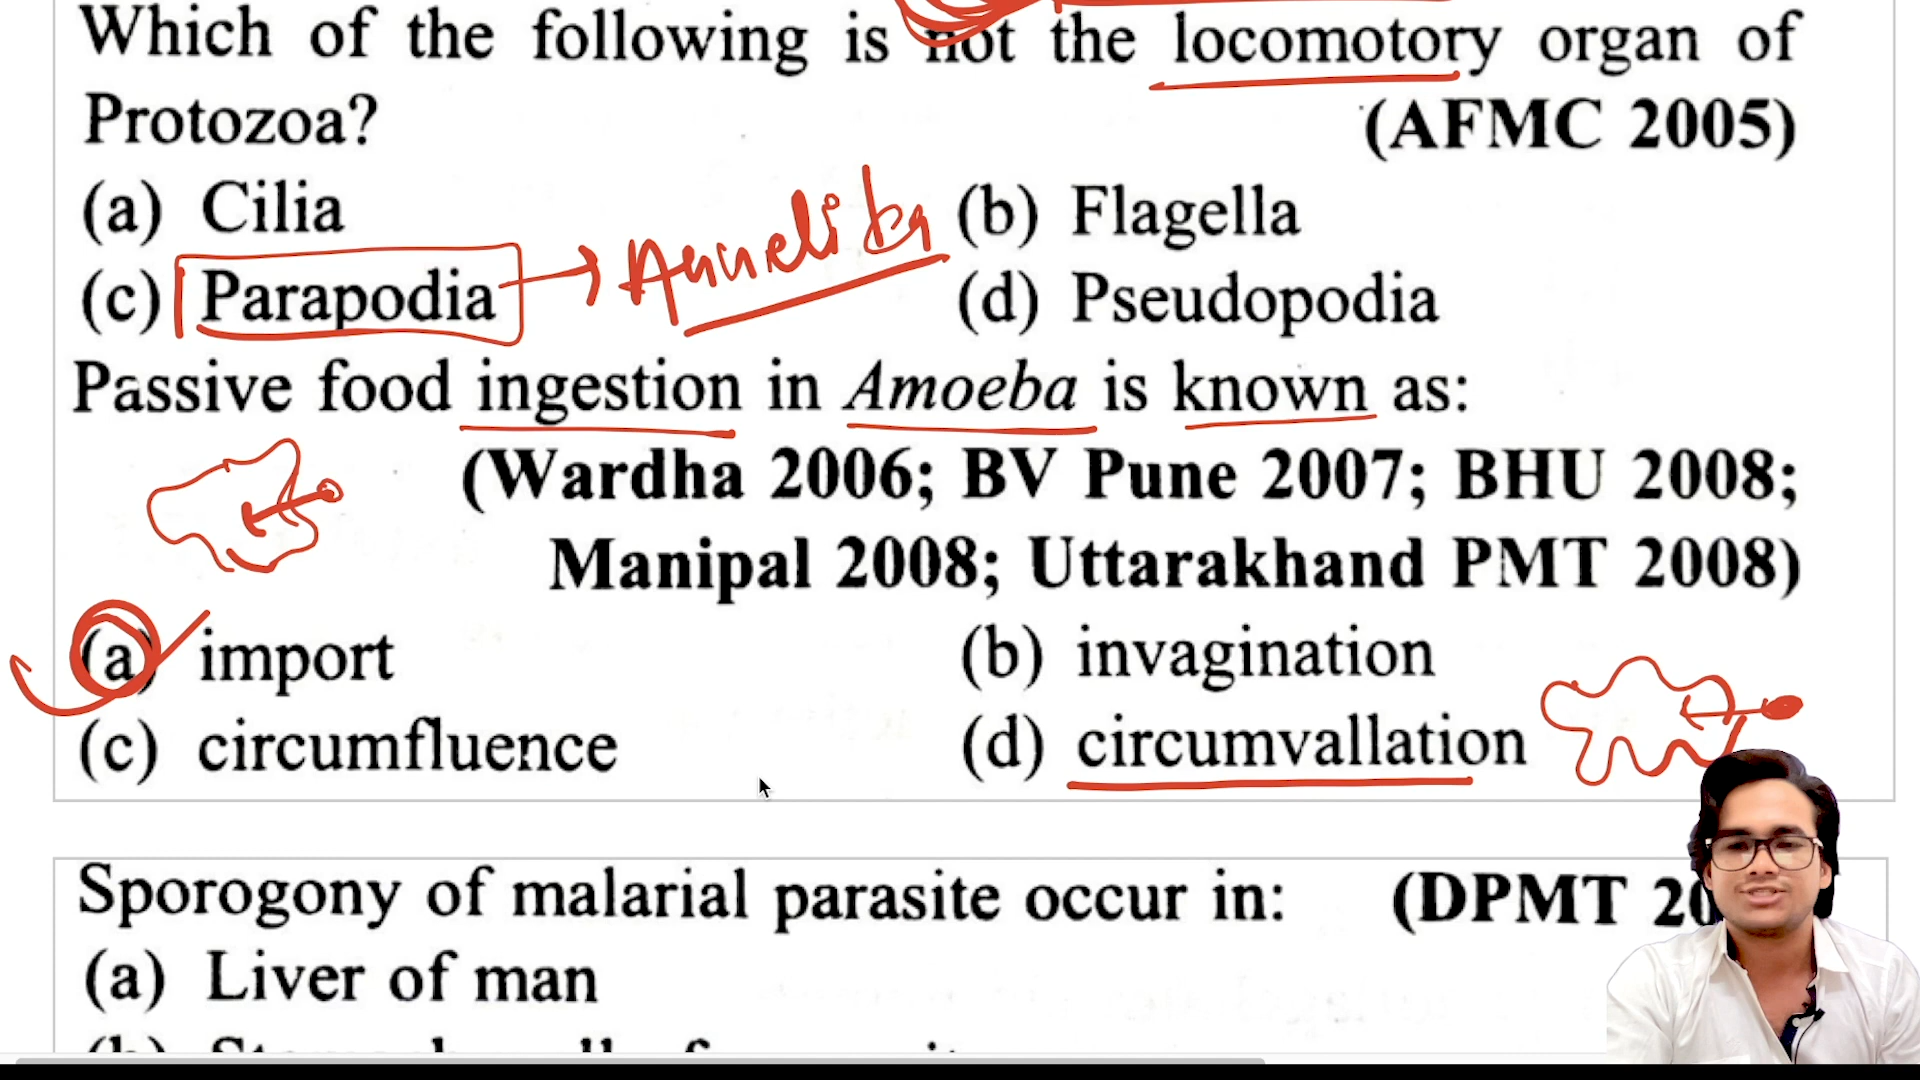 Which of the following is not the locomotory organ of
Protozoa? (AFMC 2005)
(a) Cilia (b) Flagella
(c) Parapodia → Annelida (d) Pseudopodia
Passive food ingestion in Amoeba is known as:
(Wardha 2006; BV Pune 2007; BHU 2008;
Manipal 2008; Uttarakhand PMT 2008)
(a) import (b) invagination
(c) circumfluence (d) circumvallation
Sporogony of malarial parasite occur in: (DPMT
(a) Liver of man